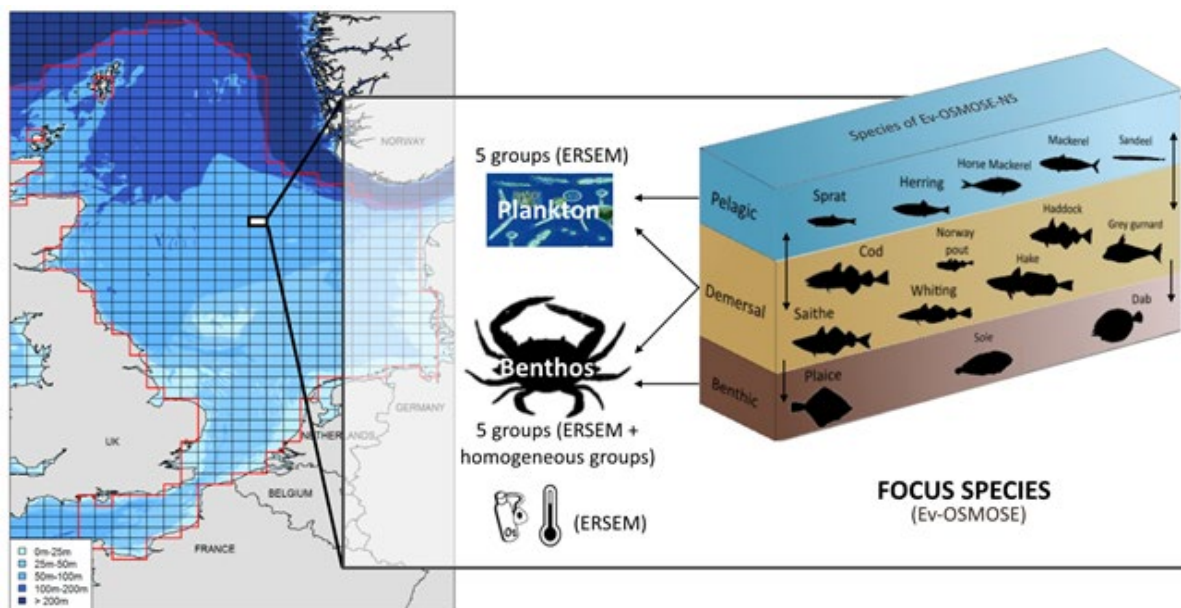 NORWAY
UK
NETHERLANDS
GERMANY
BELGIUM
FRANCE
0m-25m
25m-50m
50m-100m
100m-200m
> 200m
5 groups (ERSEM)
Plankton
Benthos
5 groups (ERSEM +
homogeneous groups)
O₂
(ERSEM)
Species of Ev-OSMOSE-NS
Pelagic
Sprat
Herring
Horse Mackerel
Mackerel
Sandeel
Demersal
Cod
Norway
pout
Haddock
Grey gurnard
Saithe
Whiting
Hake
Benthic
Plaice
Sole
Dab
FOCUS SPECIES
(Ev-OSMOSE)